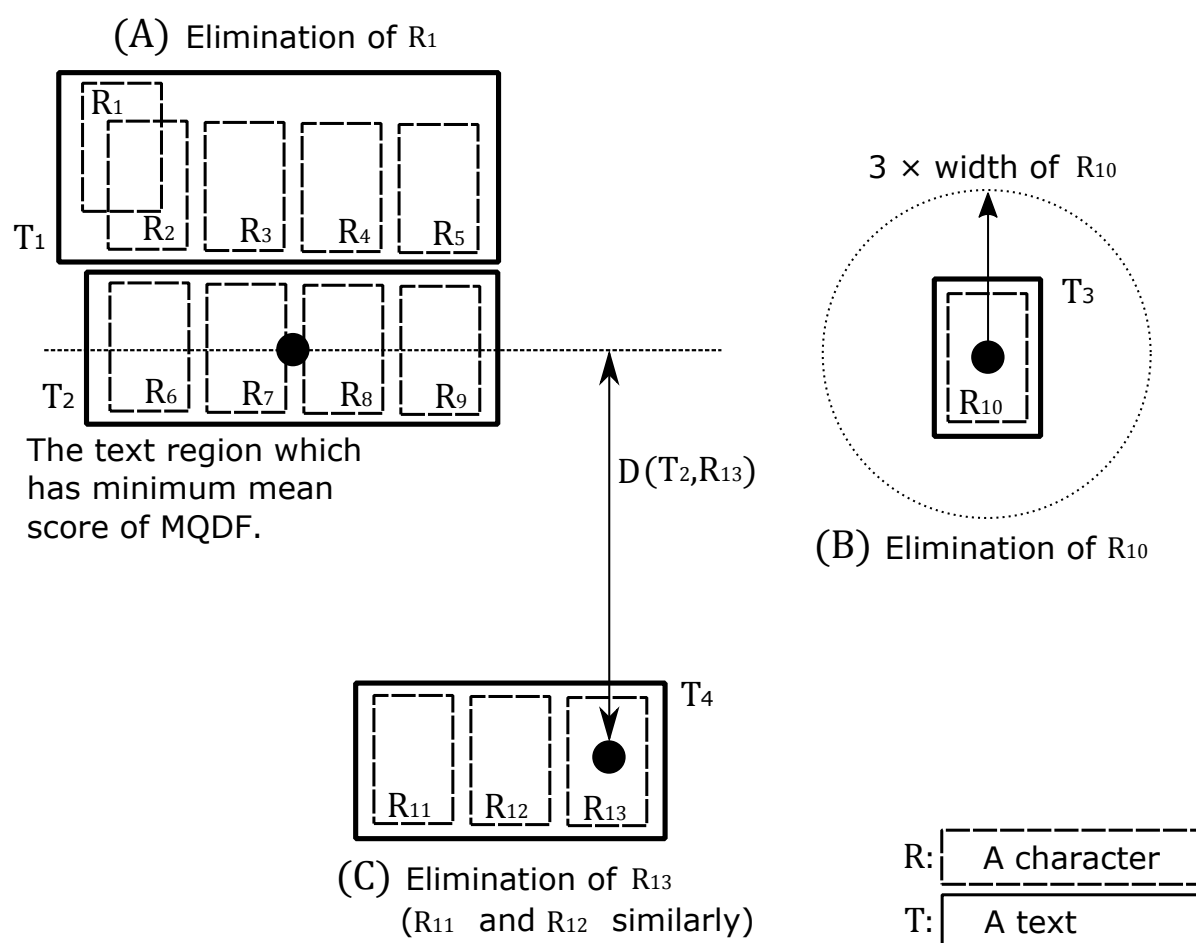 (A) Elimination of R1
R1
R2 R3 R4 R5
T1
3 × width of R10
T3
R10
R6 R7 R8 R9
T2
The text region which
has minimum mean
score of MQDF.
D(T2,R13)
(B) Elimination of R10
T4
R11 R12 R13
(C) Elimination of R13
(R11 and R12 similarly)
R: A character
T: A text